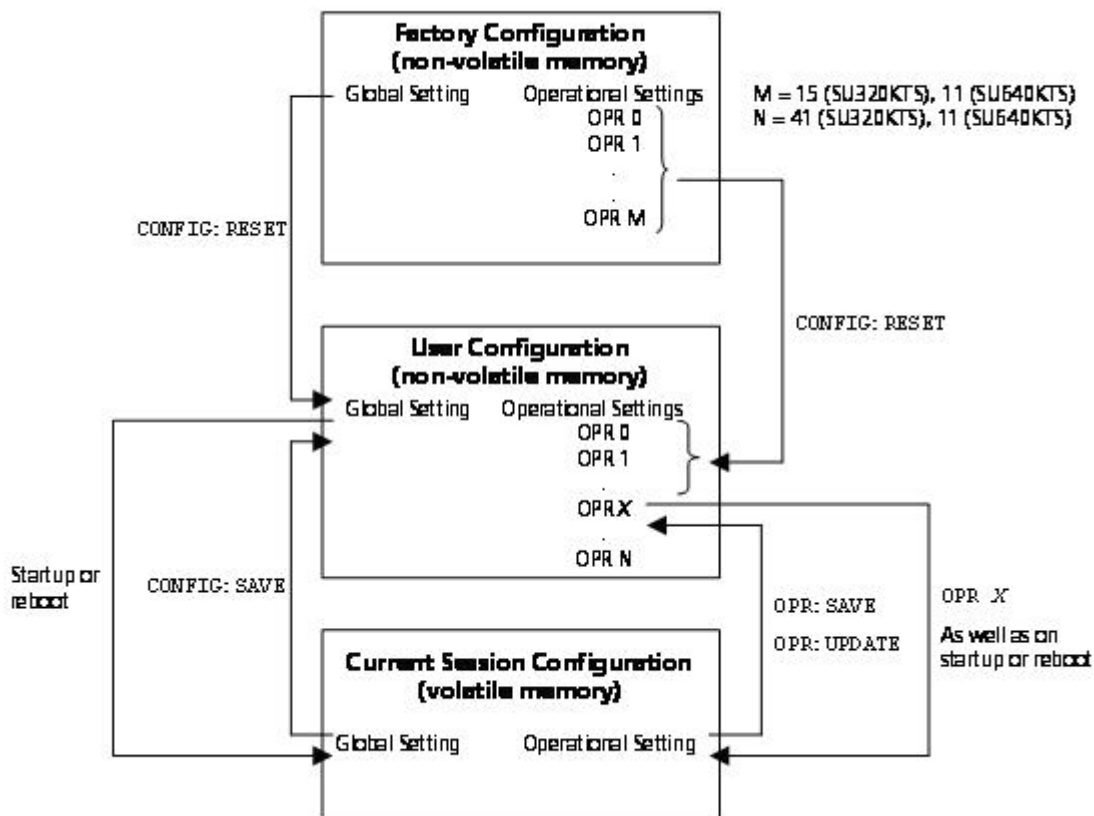 Factory Configuration
(non-volatile memory)
Global Setting
Operational Settings
OPR 0
OPR 1
.
.
OPR M
M = 15 (SU320KTS), 11 (SU640KTS)
N = 41 (SU320KTS), 11 (SU640KTS)
CONFIG: RESET
CONFIG: RESET
User Configuration
(non-volatile memory)
Global Setting
Operational Settings
OPR 0
OPR 1
.
OPR X
.
OPR N
Startup or
reboot
CONFIG: SAVE
OPR: SAVE
OPR: UPDATE
OPR X
As well as on
startup or reboot
Current Session Configuration
(volatile memory)
Global Setting
Operational Setting